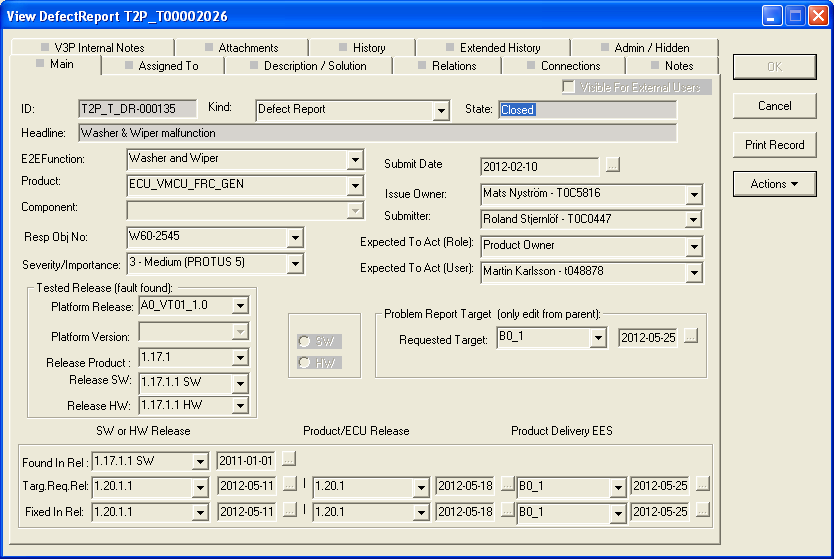 View DefectReport T2P_T00002026
V3P Internal Notes Attachments History Extended History Admin / Hidden
Main Assigned To Description / Solution Relations Connections Notes
Visible For External Users
ID: T2P_T_DR-000135 Kind: Defect Report State: Closed
Headline: Washer & Wiper malfunction
E2EFunction: Washer and Wiper Submit Date 2012-02-10 ...
Product: ECU_VMCU_FRC_GEN Issue Owner: Mats Nyström - T0C5816
Component: Submitter: Roland Stjernlöf - T0C0447
Resp Obj No: W60-2545 Expected To Act (Role): Product Owner
Severity/Importance: 3 - Medium (PROTUS 5) Expected To Act (User): Martin Karlsson - t048878
Tested Release (fault found):
Platform Release: A0_VT01_1.0
Platform Version:
Release Product : 1.17.1
Release SW: 1.17.1.1 SW
Release HW: 1.17.1.1 HW
SW
HW
Problem Report Target (only edit from parent):
Requested Target: B0_1 2012-05-25 ...
SW or HW Release Product/ECU Release Product Delivery EES
Found In Rel : 1.17.1.1 SW 2011-01-01 ...
Targ.Req.Rel: 1.20.1.1 2012-05-11 ... | 1.20.1 2012-05-18 ... B0_1 2012-05-25 ...
Fixed In Rel: 1.20.1.1 2012-05-11 ... | 1.20.1 2012-05-18 ... B0_1 2012-05-25 ...
OK
Cancel
Print Record
Actions